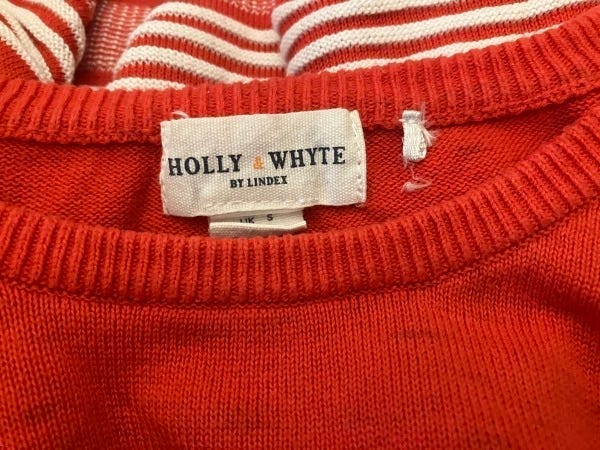 HOLLY & WHYTE
BY LINDEX
UK S